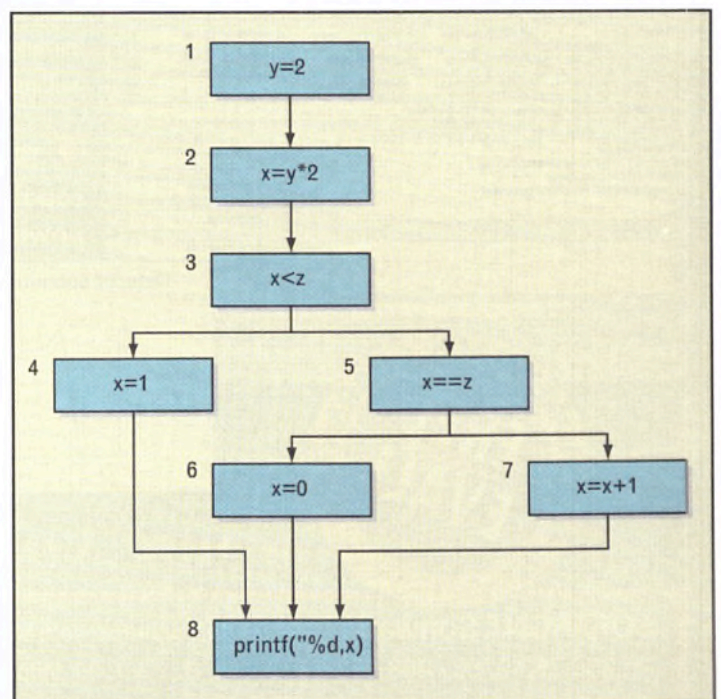 1
y=2
2
x=y*2
3
x<z
4
x=1
5
x==z
6
x=0
7
x=x+1
8
printf("%d,x)